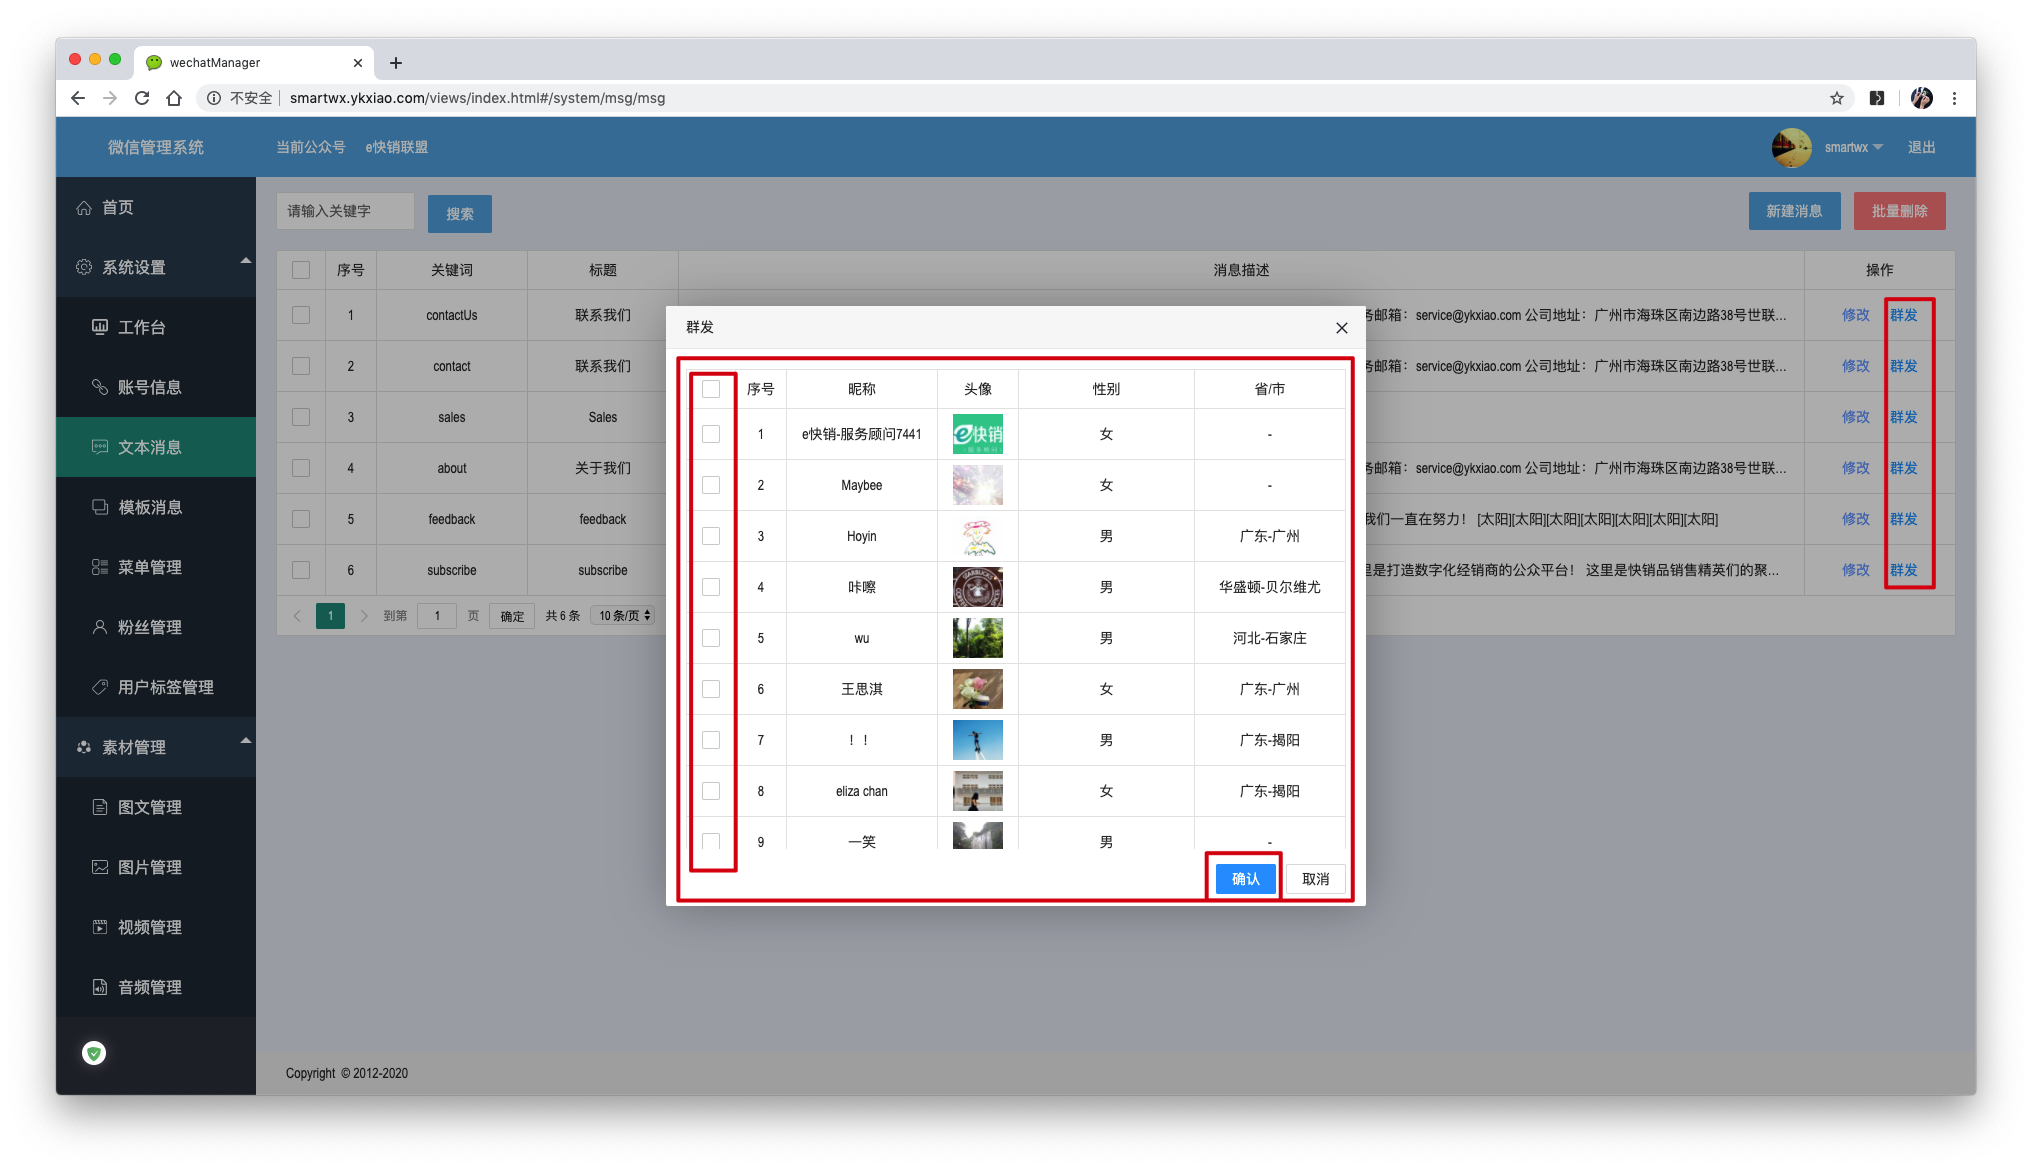 wechatManager
不安全 smartwx.ykxiao.com/views/index.html#/system/msg/msg
微信管理系统 当前公众号 e快销联盟 smartwx 退出
首页
系统设置
工作台
账号信息
文本消息
模板消息
菜单管理
粉丝管理
用户标签管理
素材管理
图文管理
图片管理
视频管理
音频管理
请输入关键字 搜索 新建消息 批量删除
序号 关键词 标题 消息描述 操作
1 contactUs 联系我们 务邮箱：service@ykxiao.com 公司地址：广州市海珠区南边路38号世联... 修改 群发
2 contact 联系我们 务邮箱：service@ykxiao.com 公司地址：广州市海珠区南边路38号世联... 修改 群发
3 sales Sales 修改 群发
4 about 关于我们 务邮箱：service@ykxiao.com 公司地址：广州市海珠区南边路38号世联... 修改 群发
5 feedback feedback 我们一直在努力！ [太阳][太阳][太阳][太阳][太阳][太阳][太阳] 修改 群发
6 subscribe subscribe 里是打造数字化经销商的公众平台！ 这里是快销品销售精英们的聚... 修改 群发
1 到第 1 页 确定 共 6 条 10 条/页
群发
序号 昵称 头像 性别 省/市
1 e快销-服务顾问7441 e快销 女 -
2 Maybee 女 -
3 Hoyin 男 广东-广州
4 咔嚓 男 华盛顿-贝尔维尤
5 wu 男 河北-石家庄
6 王思淇 女 广东-广州
7 ！！ 男 广东-揭阳
8 eliza chan 女 广东-揭阳
9 一笑 男 -
确认 取消
Copyright © 2012-2020